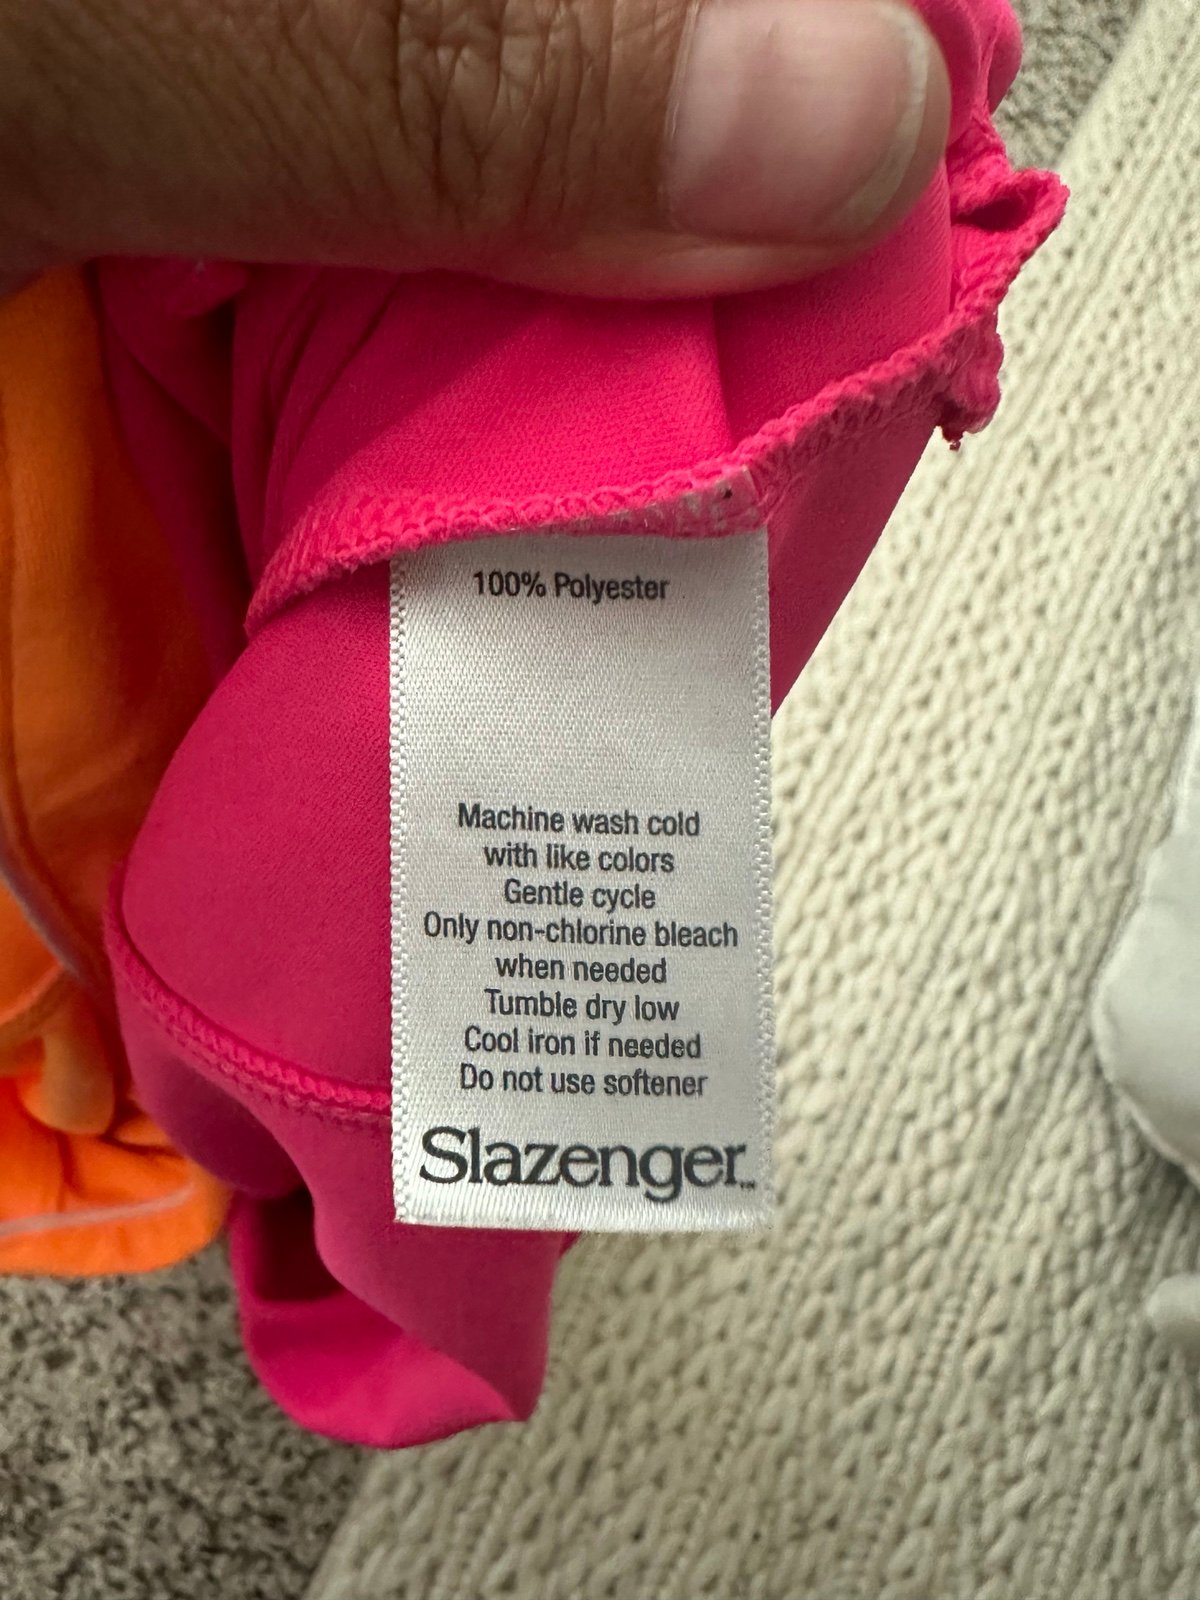 100% Polyester
Machine wash cold
with like colors
Gentle cycle
Only non-chlorine bleach
when needed
Tumble dry low
Cool iron if needed
Do not use softener
Slazenger™